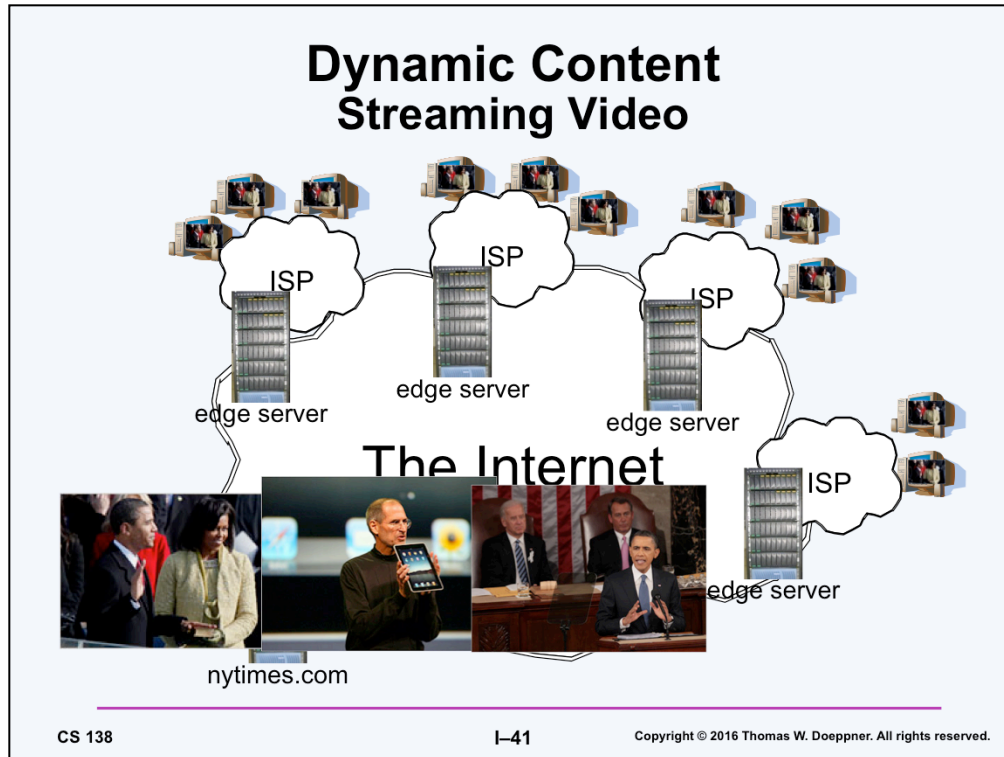 Dynamic Content
Streaming Video
ISP
ISP
ISP
edge server
edge server
edge server
The Internet
ISP
edge server
nytimes.com
CS 138
I–41
Copyright © 2016 Thomas W. Doeppner. All rights reserved.